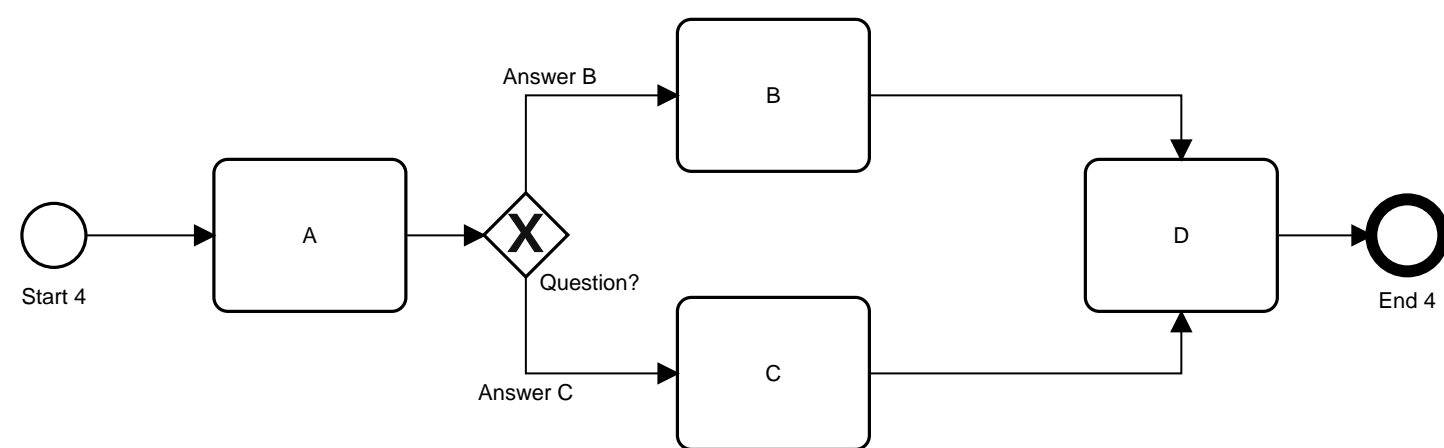 Start 4
A
X
Question?
Answer B
B
Answer C
C
D
End 4